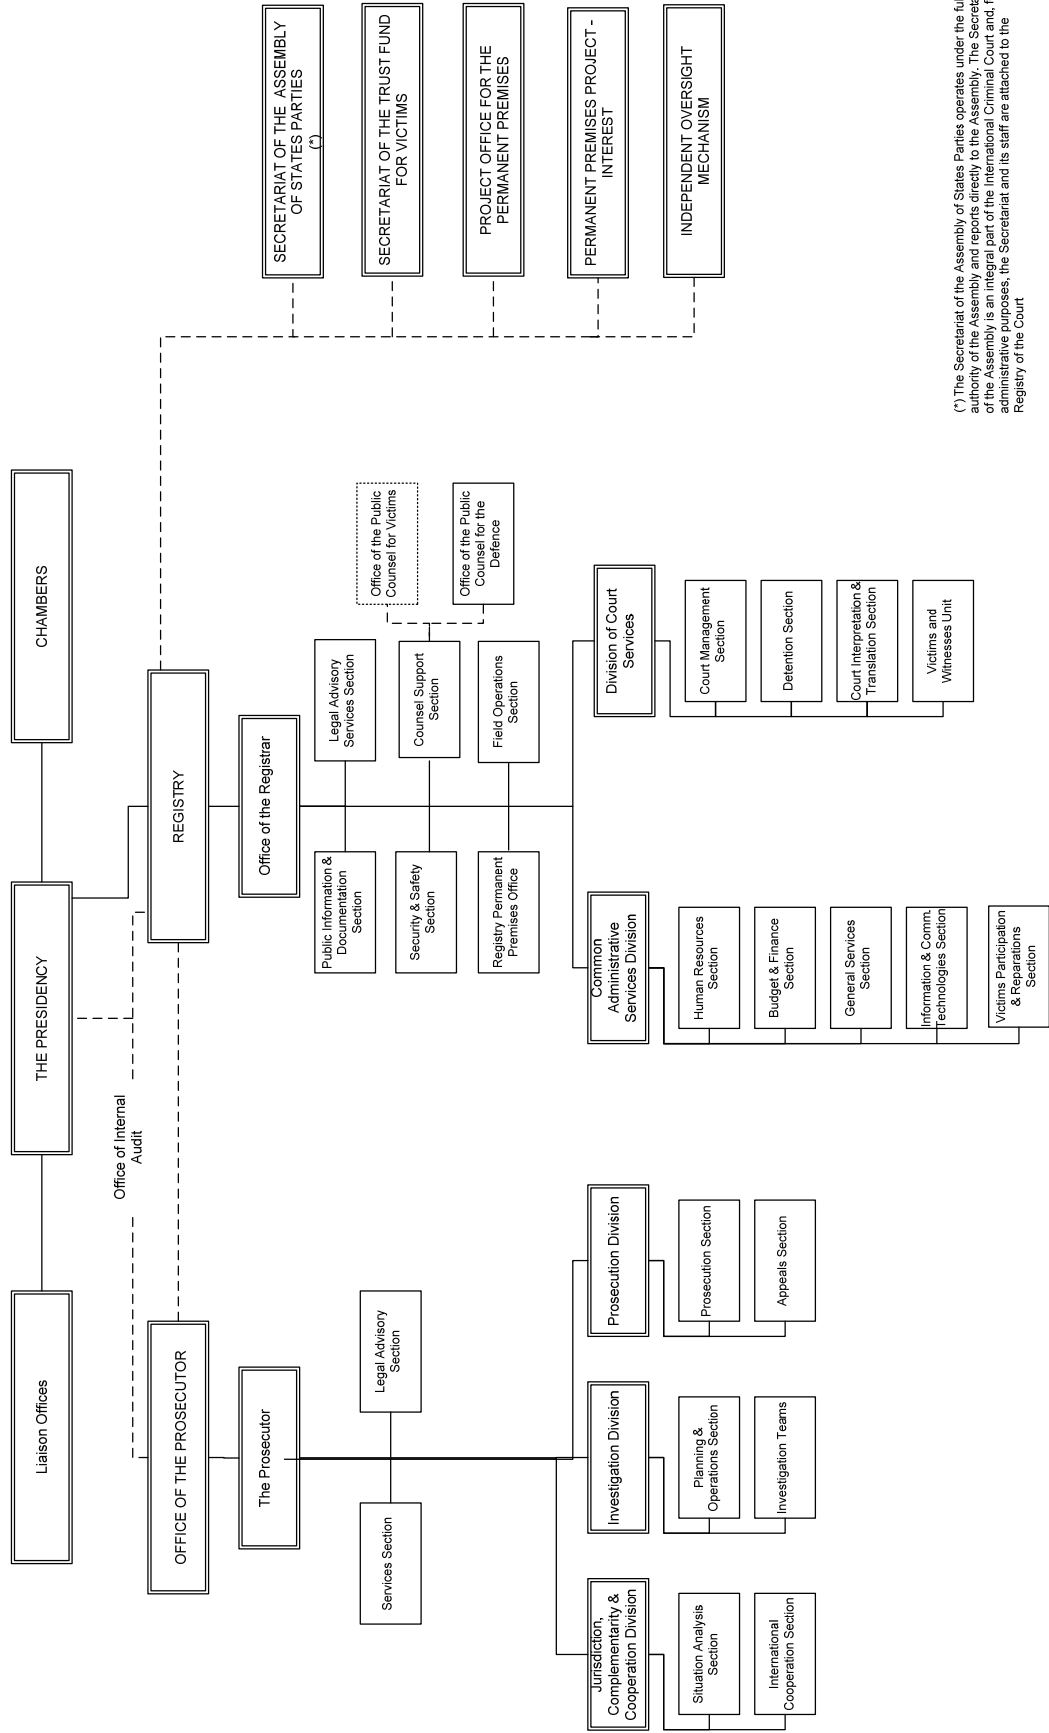 Liaison Offices
THE PRESIDENCY
CHAMBERS
Office of Internal
Audit
OFFICE OF THE PROSECUTOR
REGISTRY
The Prosecutor
Office of the Registrar
SECRETARIAT OF THE ASSEMBLY
OF STATES PARTIES
(*)
SECRETARIAT OF THE TRUST FUND
FOR VICTIMS
PROJECT OFFICE FOR THE
PERMANENT PREMISES
PERMANENT PREMISES PROJECT -
INTEREST
INDEPENDENT OVERSIGHT
MECHANISM
Services Section
Legal Advisory
Section
Public Information &
Documentation
Section
Legal Advisory
Services Section
Security & Safety
Section
Counsel Support
Section
Office of the Public
Counsel for Victims
Office of the Public
Counsel for the
Defence
Registry Permanent
Premises Office
Field Operations
Section
Jurisdiction,
Complementarity &
Cooperation Division
Situation Analysis
Section
International
Cooperation Section
Investigation Division
Planning &
Operations Section
Investigation Teams
Prosecution Division
Prosecution Section
Appeals Section
Common
Administrative
Services Division
Human Resources
Section
Budget & Finance
Section
General Services
Section
Information & Comm.
Technologies Section
Victims Participation
& Reparations
Section
Division of Court
Services
Court Management
Section
Detention Section
Court Interpretation &
Translation Section
Victims and
Witnesses Unit
(*) The Secretariat of the Assembly of States Parties operates under the
authority of the Assembly and reports directly to the Assembly. The
of the Assembly is an integral part of the International Criminal Court and,
administrative purposes, the Secretariat and its staff are attached to the
Registry of the Court